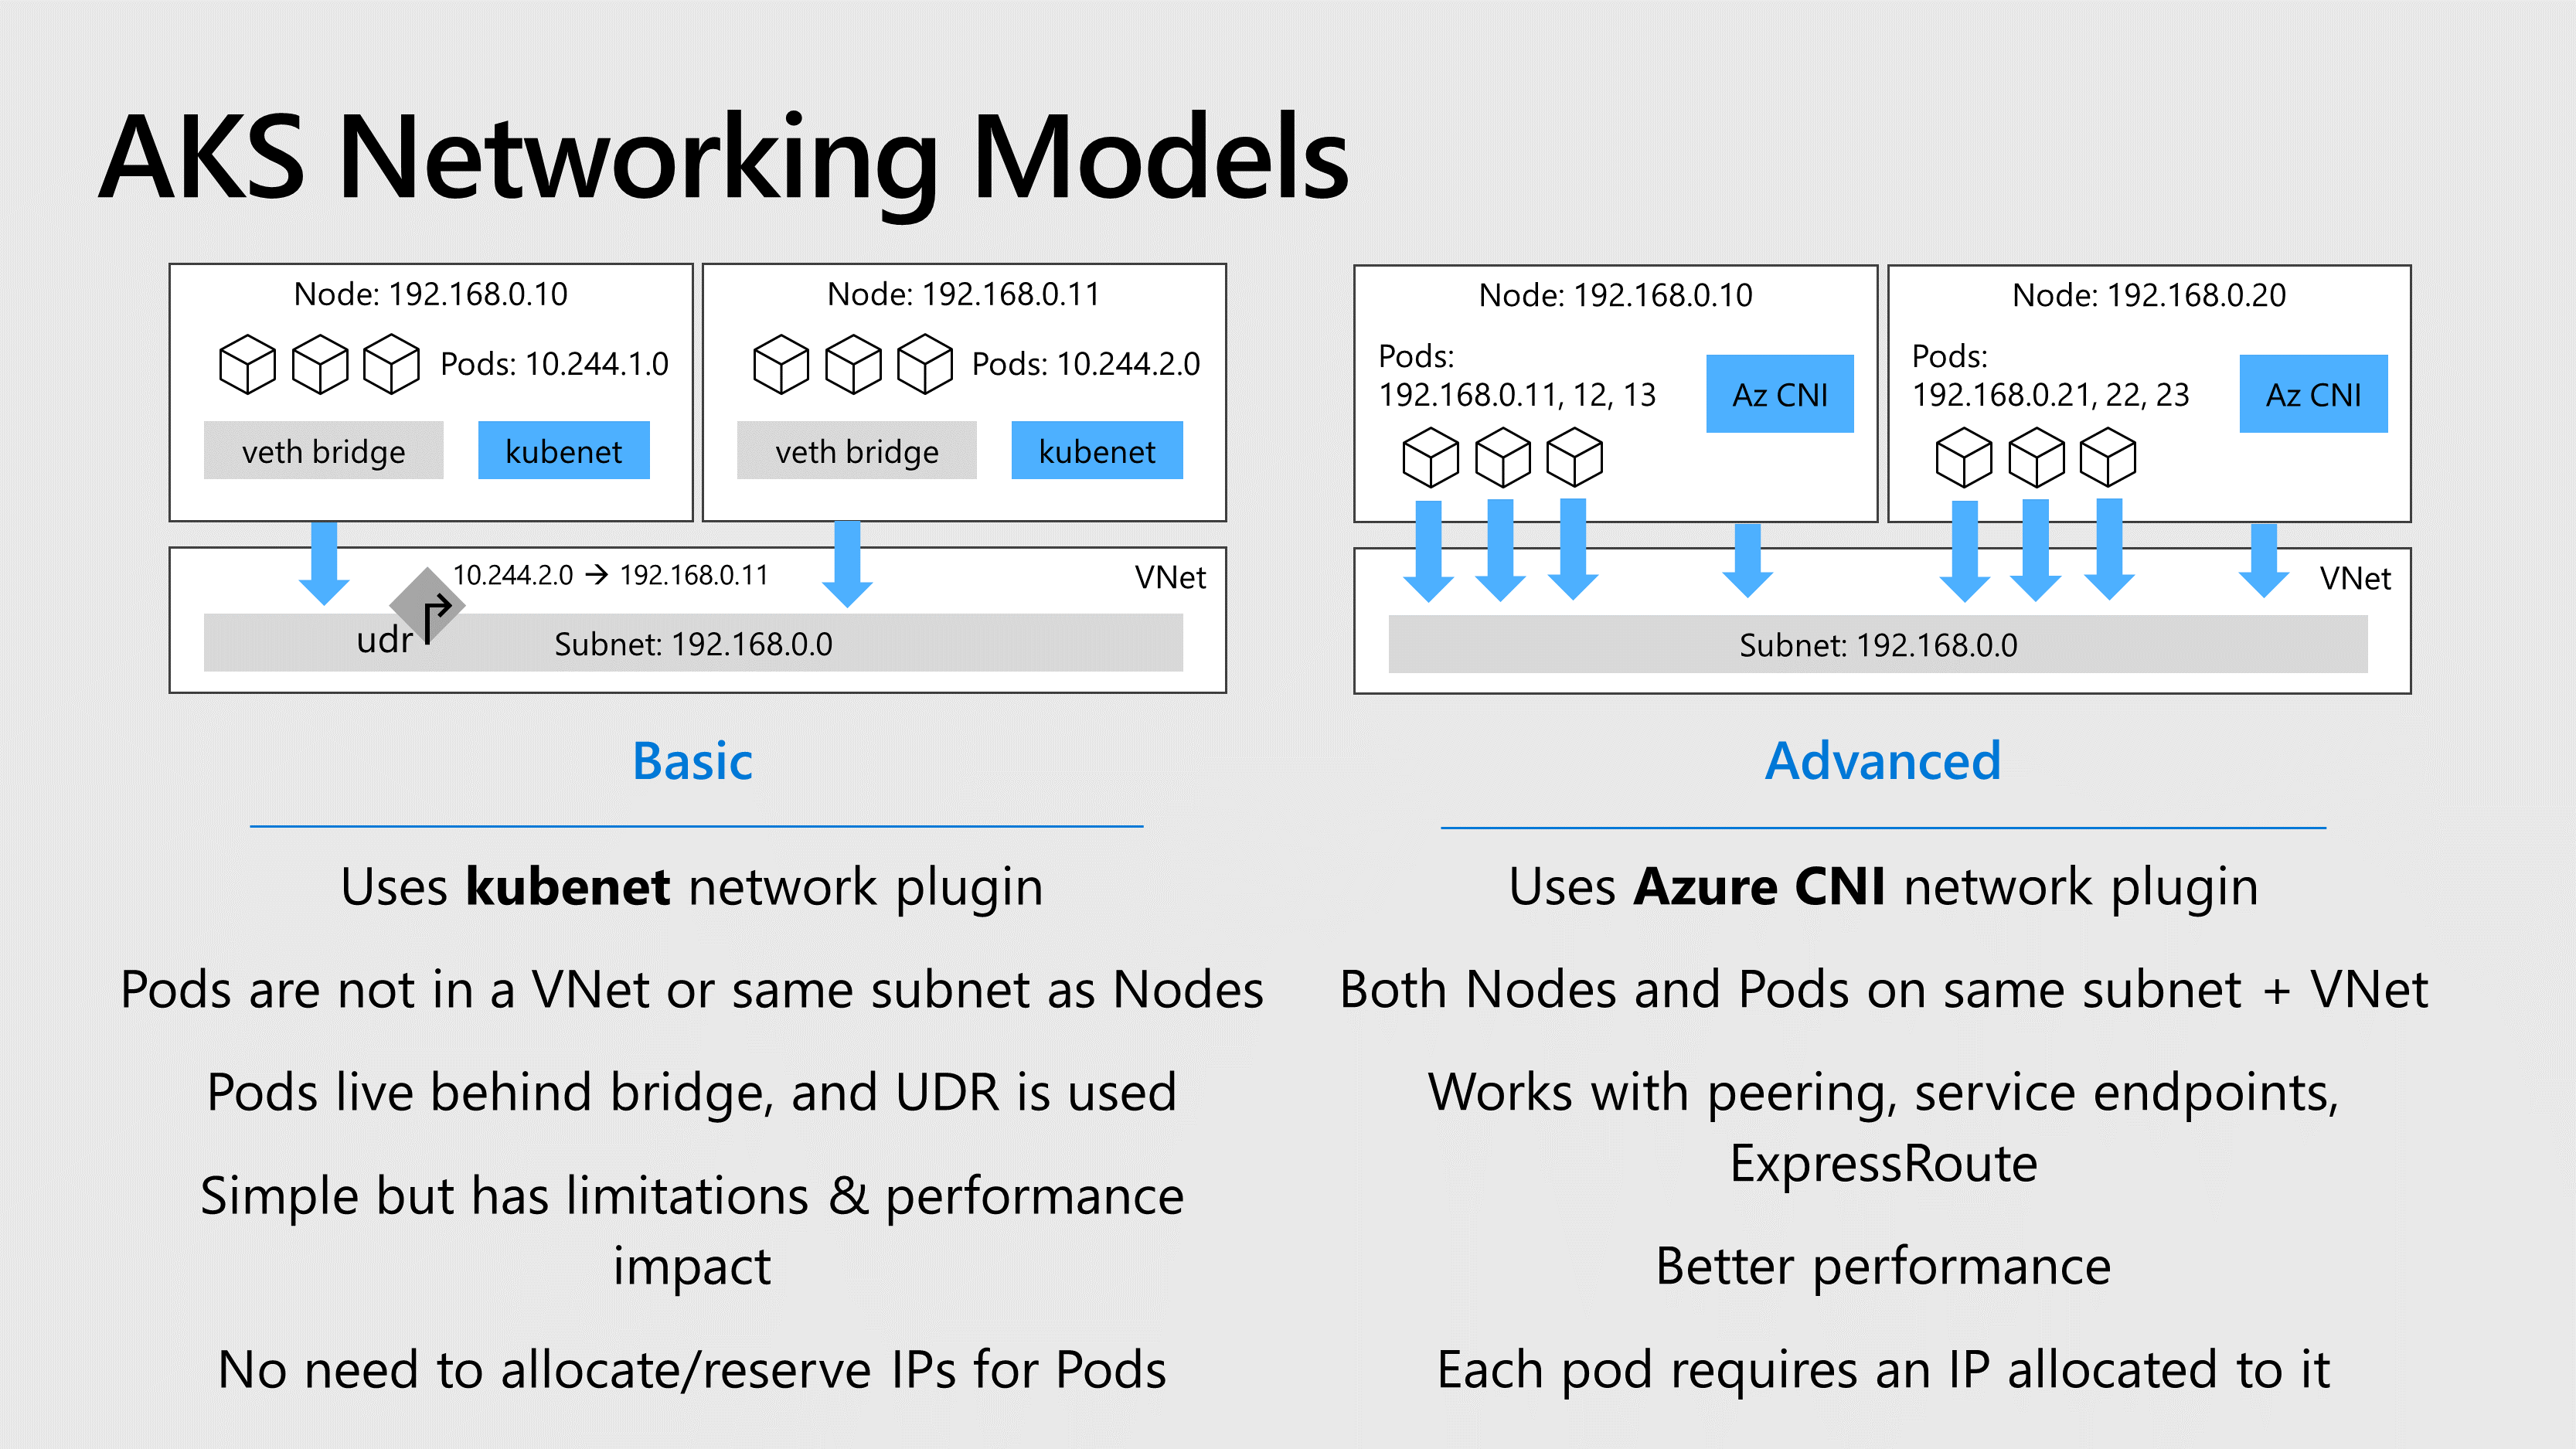 AKS Networking Models
Node: 192.168.0.10
Pods: 10.244.1.0
veth bridge
kubenet
Node: 192.168.0.11
Pods: 10.244.2.0
veth bridge
kubenet
10.244.2.0 → 192.168.0.11
VNet
udr
Subnet: 192.168.0.0
Node: 192.168.0.10
Pods:
192.168.0.11, 12, 13
Az CNI
Node: 192.168.0.20
Pods:
192.168.0.21, 22, 23
Az CNI
VNet
Subnet: 192.168.0.0
Basic
Uses kubenet network plugin
Pods are not in a VNet or same subnet as Nodes
Pods live behind bridge, and UDR is used
Simple but has limitations & performance
impact
No need to allocate/reserve IPs for Pods
Advanced
Uses Azure CNI network plugin
Both Nodes and Pods on same subnet + VNet
Works with peering, service endpoints,
ExpressRoute
Better performance
Each pod requires an IP allocated to it